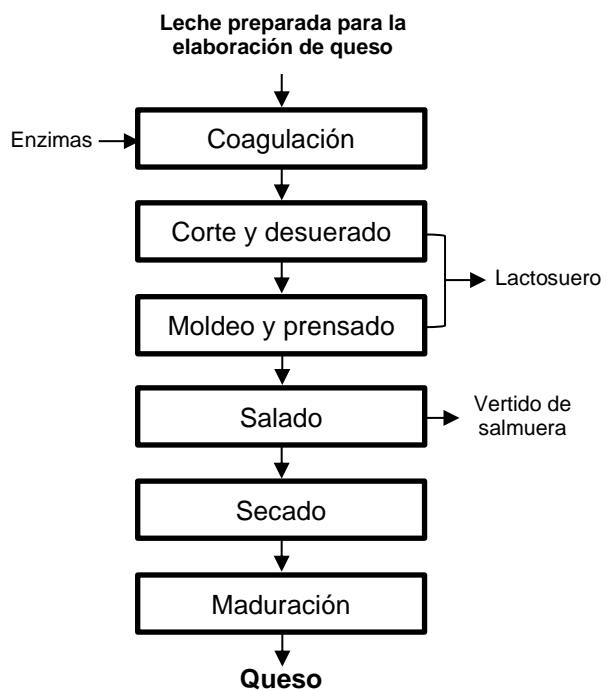 Leche preparada para la
elaboración de queso
Enzimas
Coagulación
Corte y desuerado
Lactosuero
Moldeo y prensado
Salado
Vertido de
salmuera
Secado
Maduración
Queso